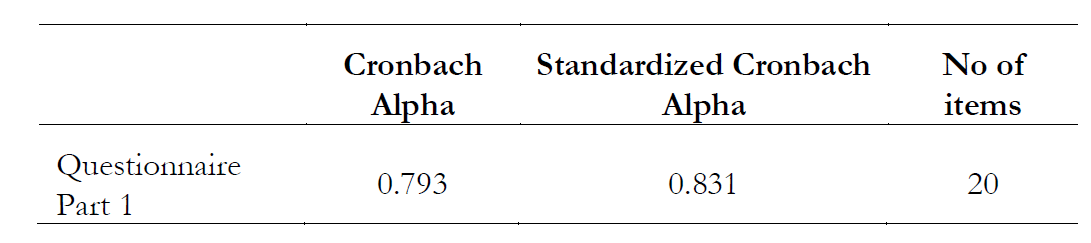 Cronbach Standardized Cronbach No of
Alpha Alpha items
Questionnaire
Part 1 0.793 0.831 20